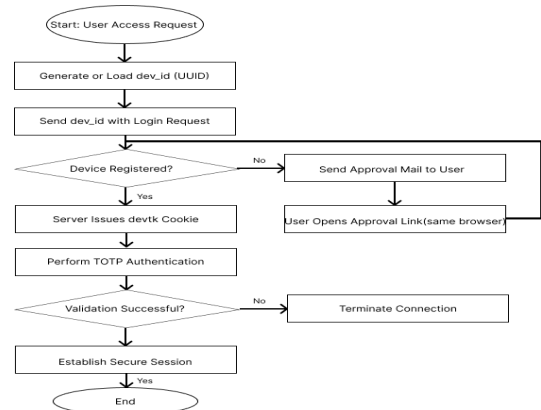 Start: User Access Request
Generate or Load dev_id (UUID)
Send dev_id with Login Request
Device Registered?
No
Send Approval Mail to User
Yes
Server Issues devtk Cookie
User Opens Approval Link(same browser)
Perform TOTP Authentication
Validation Successful?
No
Terminate Connection
Establish Secure Session
Yes
End